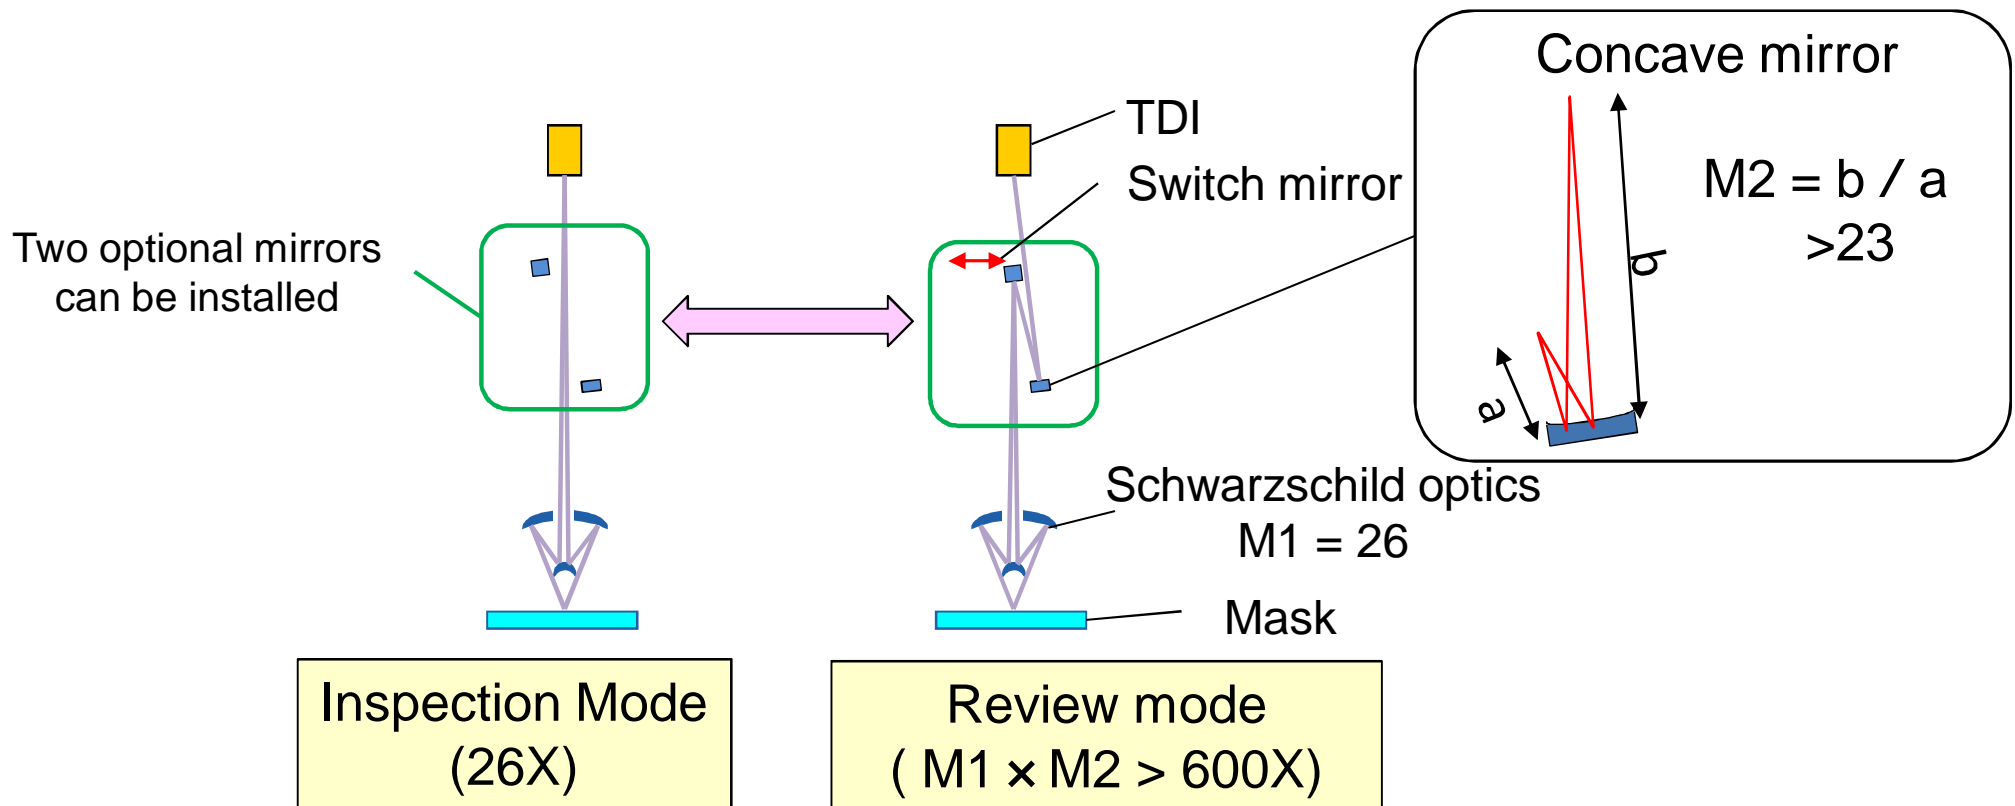 Concave mirror
TDI
Switch mirror
M2 = b / a
>23
b
a
Two optional mirrors
can be installed
Schwarzschild optics
M1 = 26
Mask
Inspection Mode
(26X)
Review mode
( M1 × M2 > 600X)